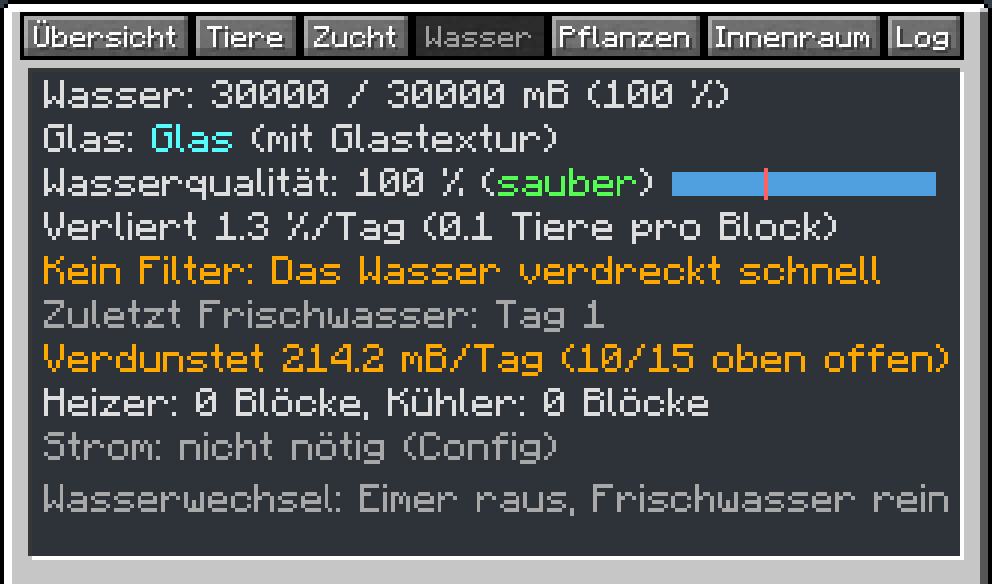 Übersicht Tiere Zucht Wasser Pflanzen Innenraum Log
Wasser: 30000 / 30000 mB (100 %)
Glas: Glas (mit Glastextur)
Wasserqualität: 100 % (sauber)
Verliert 1.3 %/Tag (0.1 Tiere pro Block)
Kein Filter: Das Wasser verdreckt schnell
Zuletzt Frischwasser: Tag 1
Verdunstet 214.2 mB/Tag (10/15 oben offen)
Heizer: 0 Blöcke, Kühler: 0 Blöcke
Strom: nicht nötig (Config)
Wasserwechsel: Eimer raus, Frischwasser rein